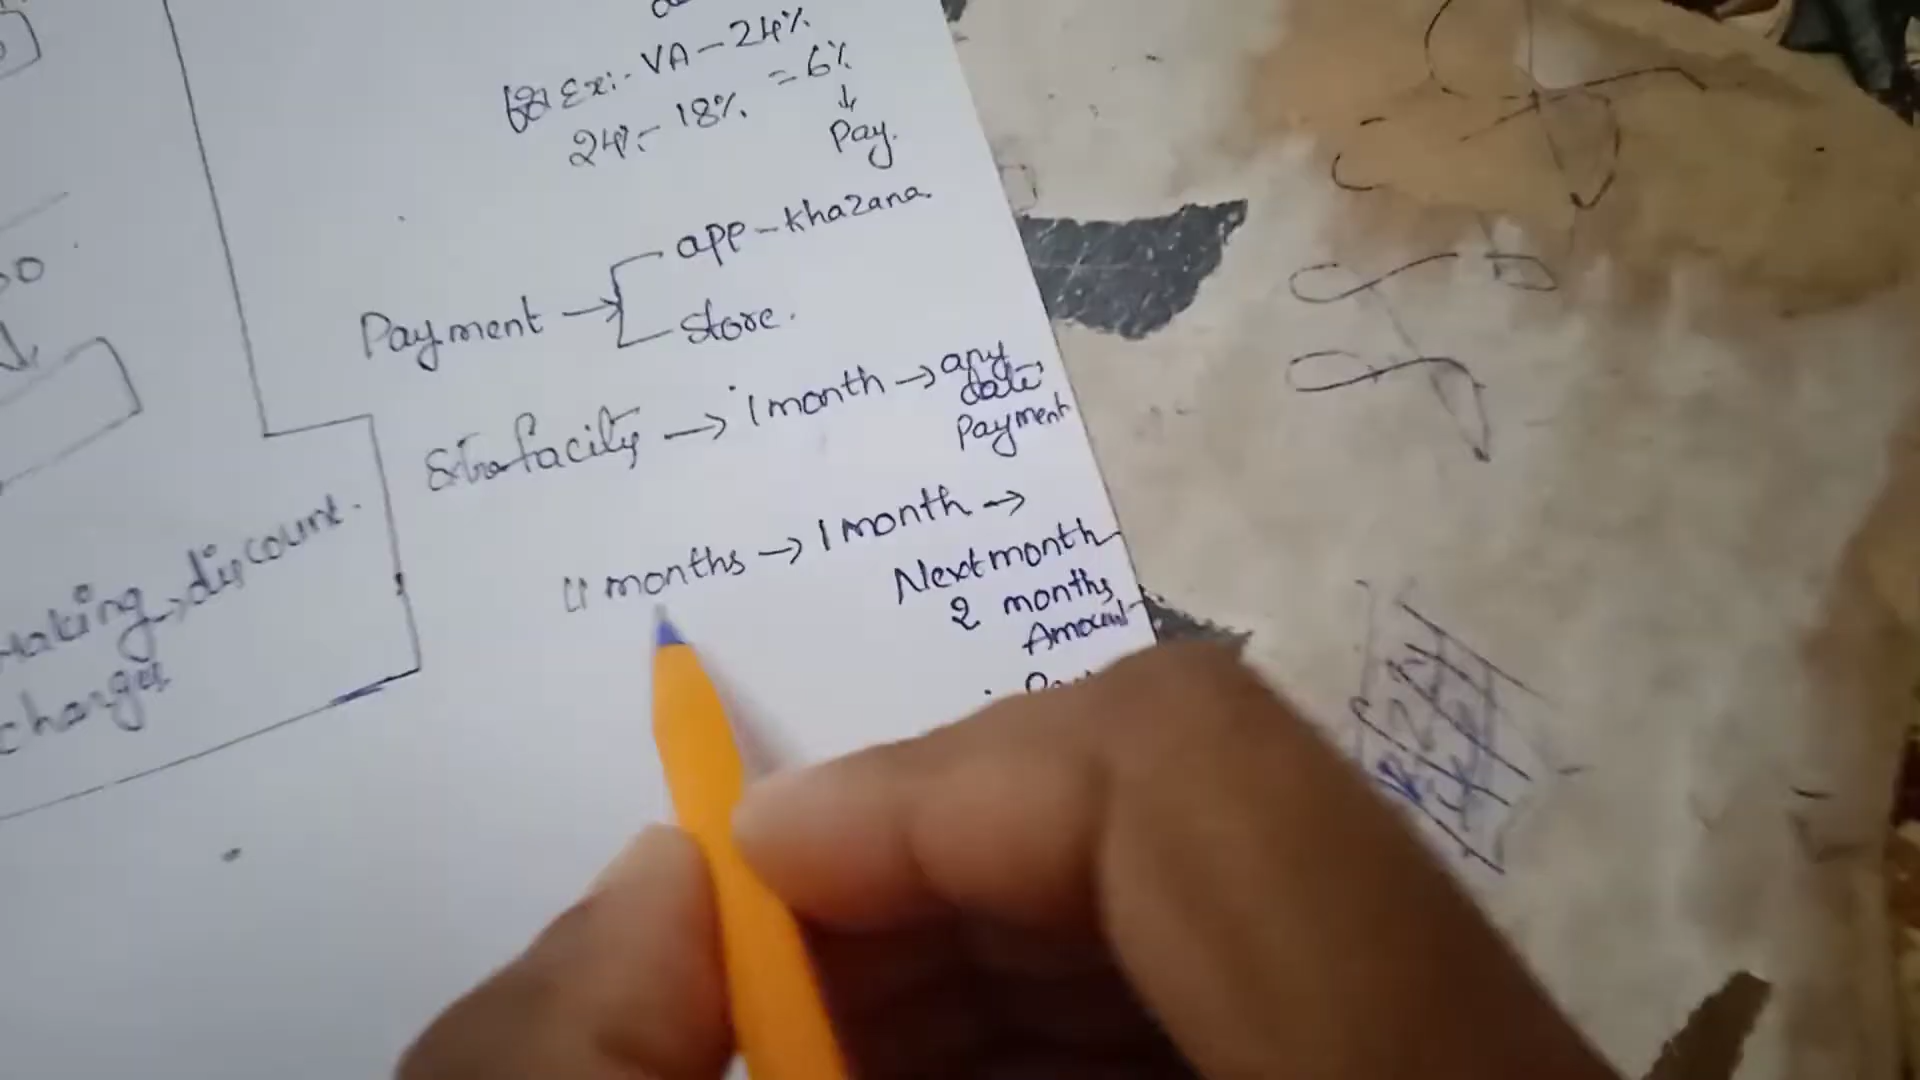 Ex:- VA - 24%
24% - 18% = 6%
↓
Pay.
Payment → app - Khazana
store.
Extra facility → 1 month → any date Payment
11 months → 1 month →
Next month
2 months
Amount
Making
charges, discount.